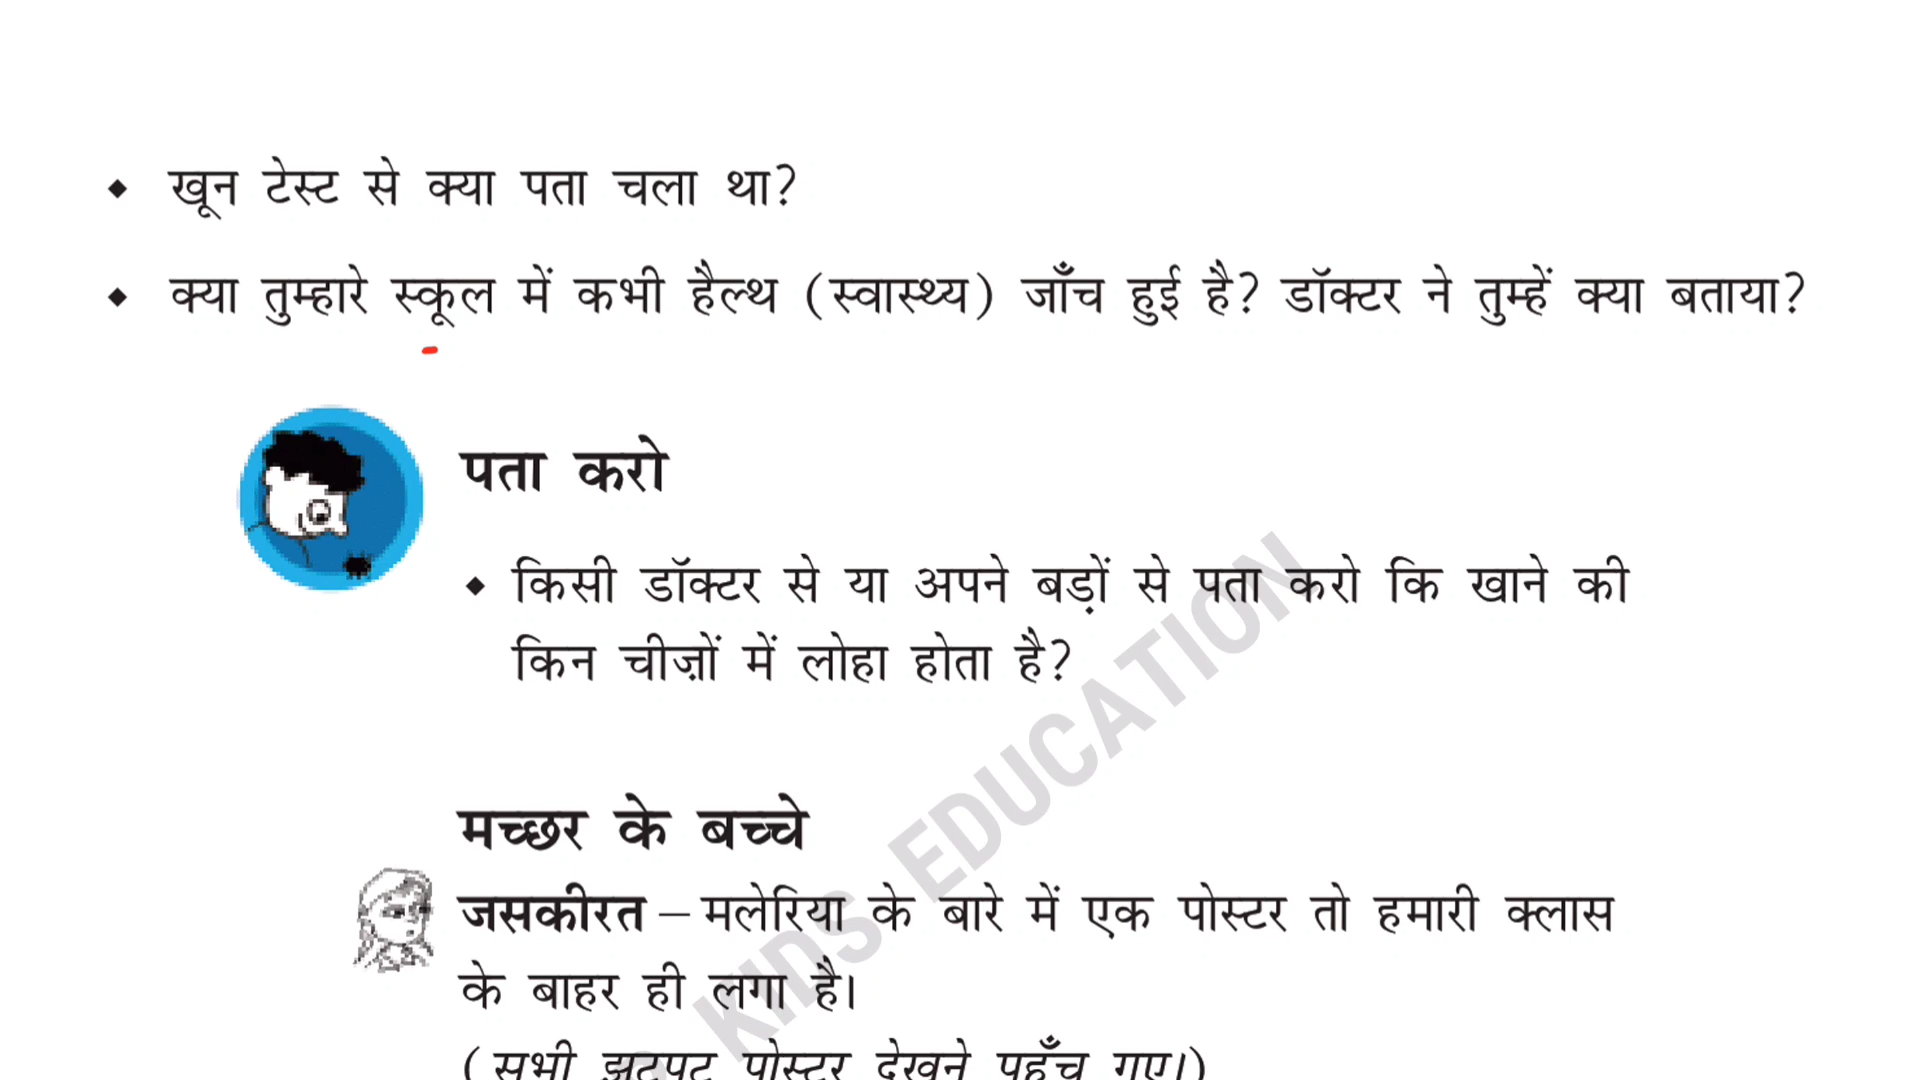 ◆ खून टेस्ट से क्या पता चला था?
◆ क्या तुम्हारे स्कूल में कभी हैल्थ (स्वास्थ्य) जाँच हुई है? डॉक्टर ने तुम्हें क्या बताया?
पता करो
◆ किसी डॉक्टर से या अपने बड़ों से पता करो कि खाने की
किन चीज़ों में लोहा होता है?
मच्छर के बच्चे
जसकीरत – मलेरिया के बारे में एक पोस्टर तो हमारी क्लास
के बाहर ही लगा है।
(सभी झटपट पोस्टर देखने पहुँच गए।)
KIDS EDUCATION